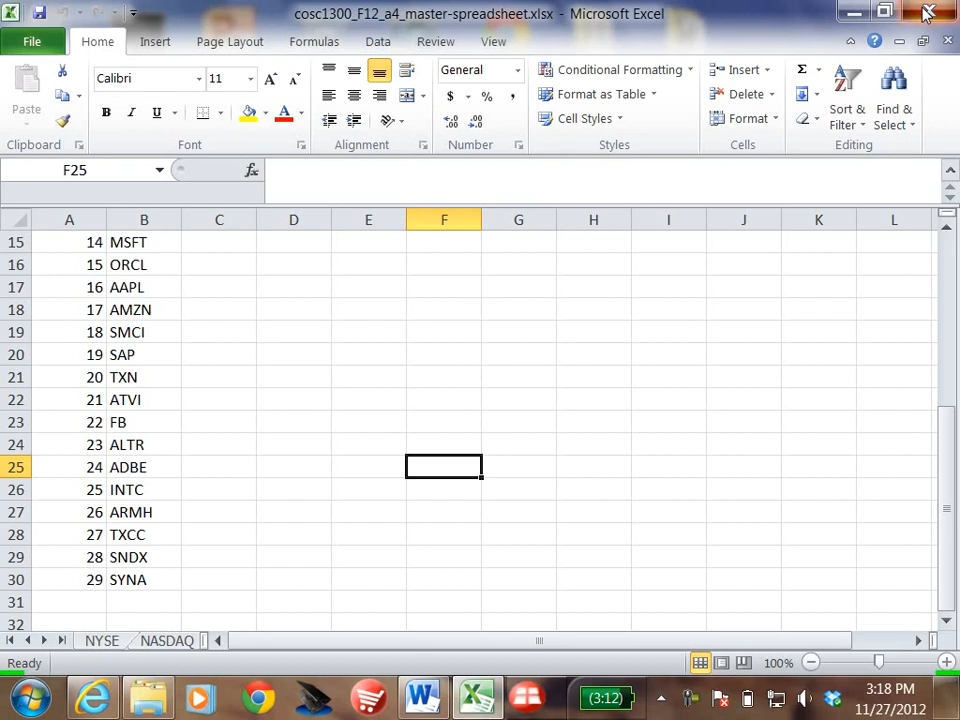 cosc1300_F12_a4_master-spreadsheet.xlsx - Microsoft Excel
File Home Insert Page Layout Formulas Data Review View
Paste
Calibri 11
B I U
General
$ % ,
Conditional Formatting
Format as Table
Cell Styles
Insert
Delete
Format
Σ
Sort & Filter
Find & Select
Clipboard Font Alignment Number Styles Cells Editing
F25 fx
A B C D E F G H I J K L
15 14 MSFT
16 15 ORCL
17 16 AAPL
18 17 AMZN
19 18 SMCI
20 19 SAP
21 20 TXN
22 21 ATVI
23 22 FB
24 23 ALTR
25 24 ADBE
26 25 INTC
27 26 ARMH
28 27 TXCC
29 28 SNDX
30 29 SYNA
31
32
NYSE NASDAQ
Ready 100%
(3:12)
3:18 PM
11/27/2012